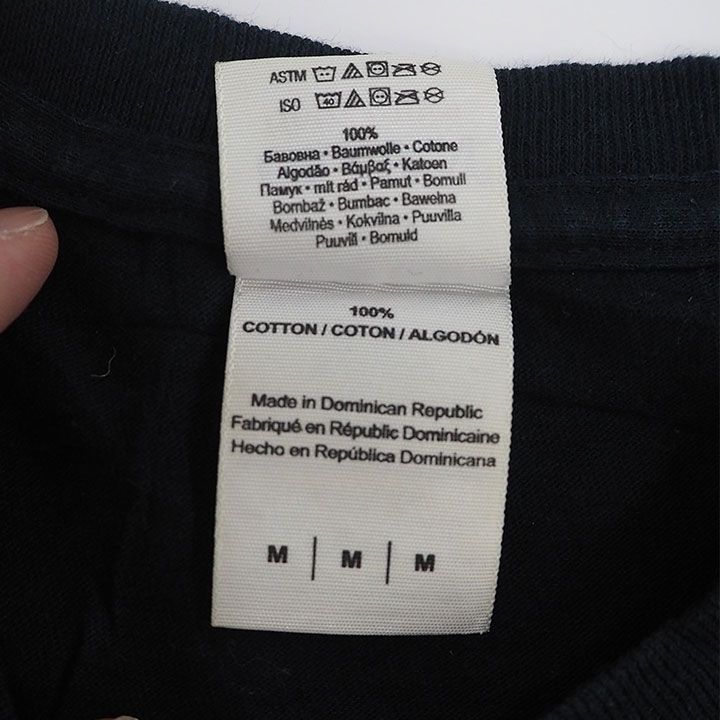 ASTM
ISO 40
100%
Бавовна • Baumwolle • Cotone
Algodão • Βάμβαξ • Katoen
Памук • mit rád • Pamut • Bomull
Bombaž • Bumbac • Bawełna
Medvilnės • Kokvilna • Puuvilla
Puuvill • Bomuld
100%
COTTON / COTON / ALGODÓN
Made in Dominican Republic
Fabriqué en Républic Dominicaine
Hecho en República Dominicana
M | M | M